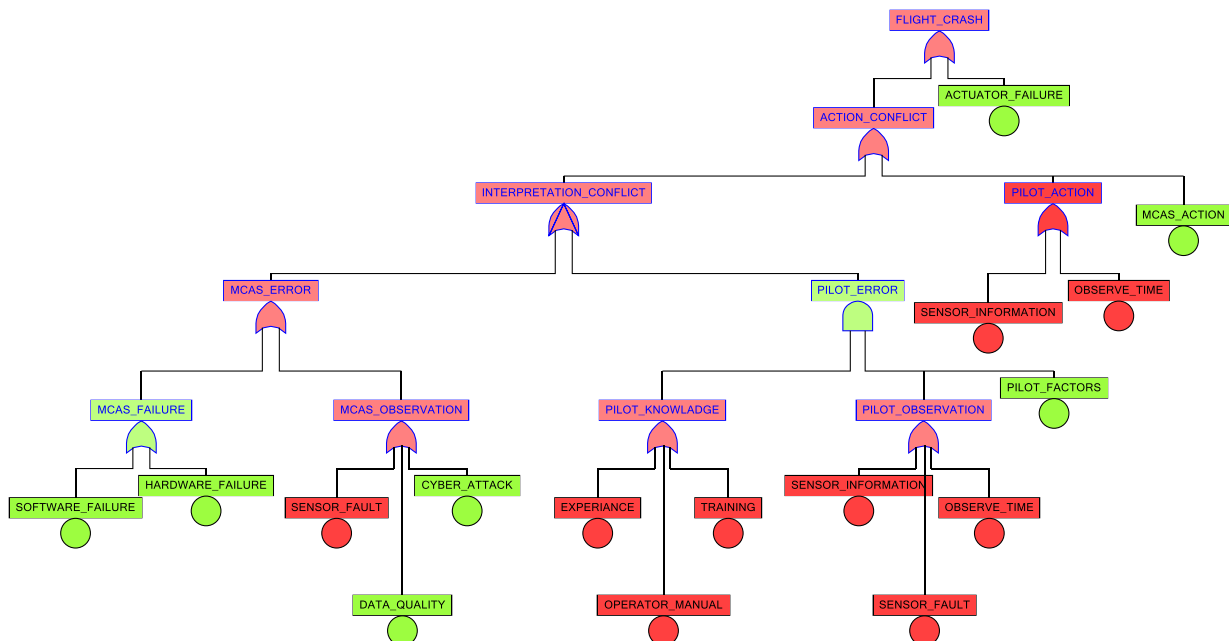 FLIGHT_CRASH
ACTUATOR_FAILURE
ACTION_CONFLICT
INTERPRETATION_CONFLICT
PILOT_ACTION
MCAS_ACTION
MCAS_ERROR
PILOT_ERROR
OBSERVE_TIME
SENSOR_INFORMATION
PILOT_FACTORS
MCAS_FAILURE
MCAS_OBSERVATION
PILOT_KNOWLADGE
PILOT_OBSERVATION
HARDWARE_FAILURE
CYBER_ATTACK
SENSOR_INFORMATION
SOFTWARE_FAILURE
SENSOR_FAULT
EXPERIANCE
TRAINING
OBSERVE_TIME
DATA_QUALITY
OPERATOR_MANUAL
SENSOR_FAULT